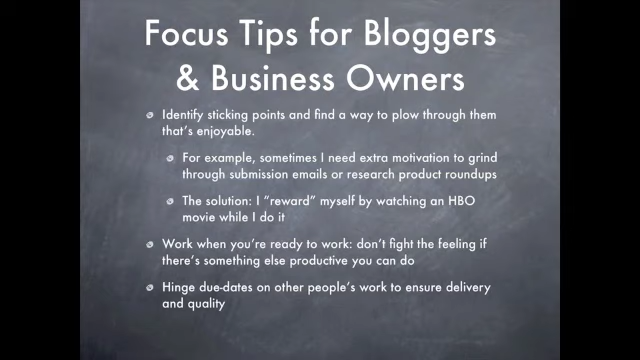 Focus Tips for Bloggers
& Business Owners
Identify sticking points and find a way to plow through them
that's enjoyable.
For example, sometimes I need extra motivation to grind
through submission emails or research product roundups
The solution: I “reward” myself by watching an HBO
movie while I do it
Work when you're ready to work: don't fight the feeling if
there's something else productive you can do
Hinge due-dates on other people's work to ensure delivery
and quality